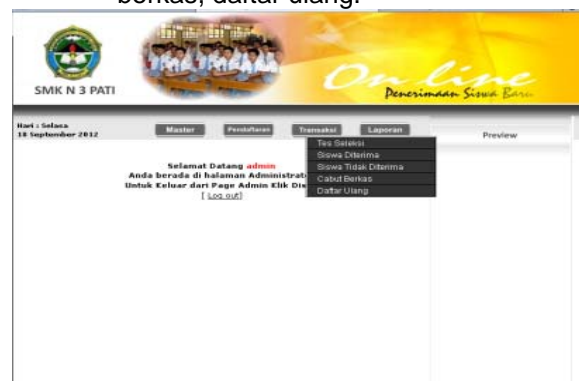 berkas, daftar ulang.
On line
Penerimaan Siswa Baru
SMK N 3 PATI
Hari : Selasa
18 September 2012
Master
Pendaftaran
Transaksi
Laporan
Preview
Tes Seleksi
Siswa Diterima
Siswa Tidak Diterima
Cabut Berkas
Daftar Ulang
Selamat Datang admin
Anda berada di halaman Administrat
Untuk Keluar dari Page Admin Klik Dis
[ Log out]